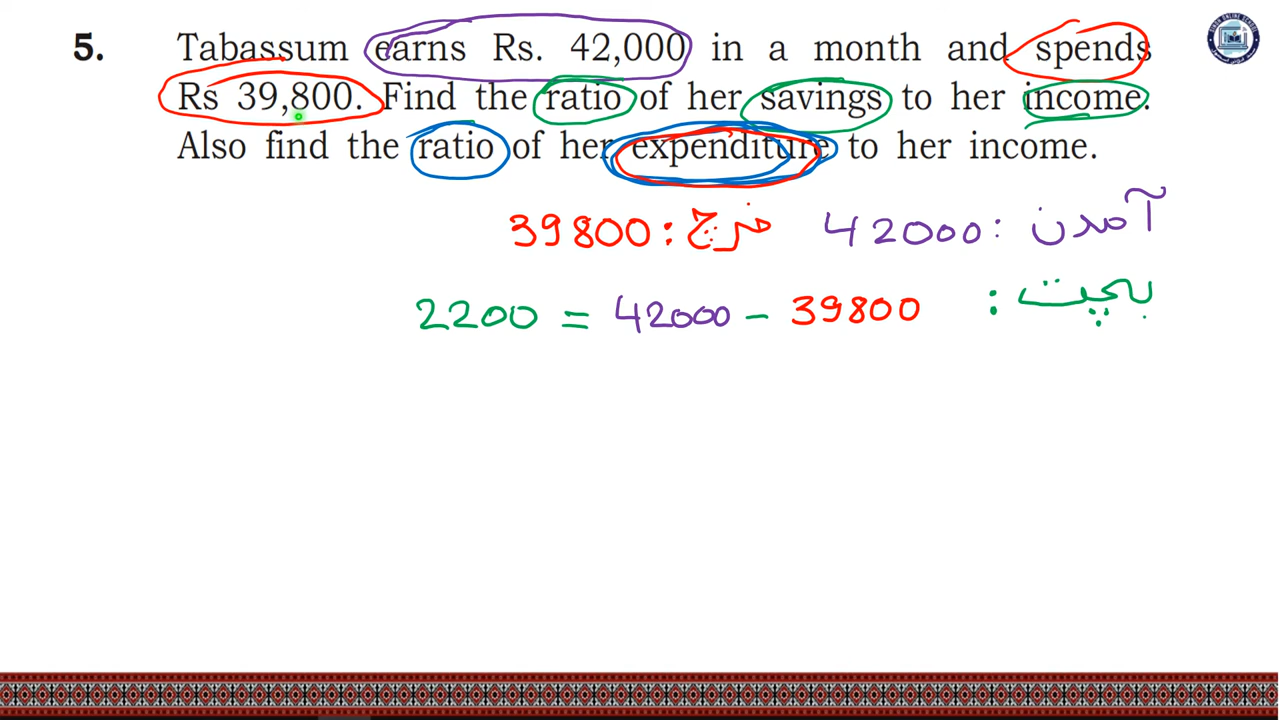 5. Tabassum earns Rs. 42,000 in a month and spends
Rs 39,800. Find the ratio of her savings to her income.
Also find the ratio of her expenditure to her income.
آمدن : 42000 خرچ : 39800
بچت : 2200 = 42000 - 39800